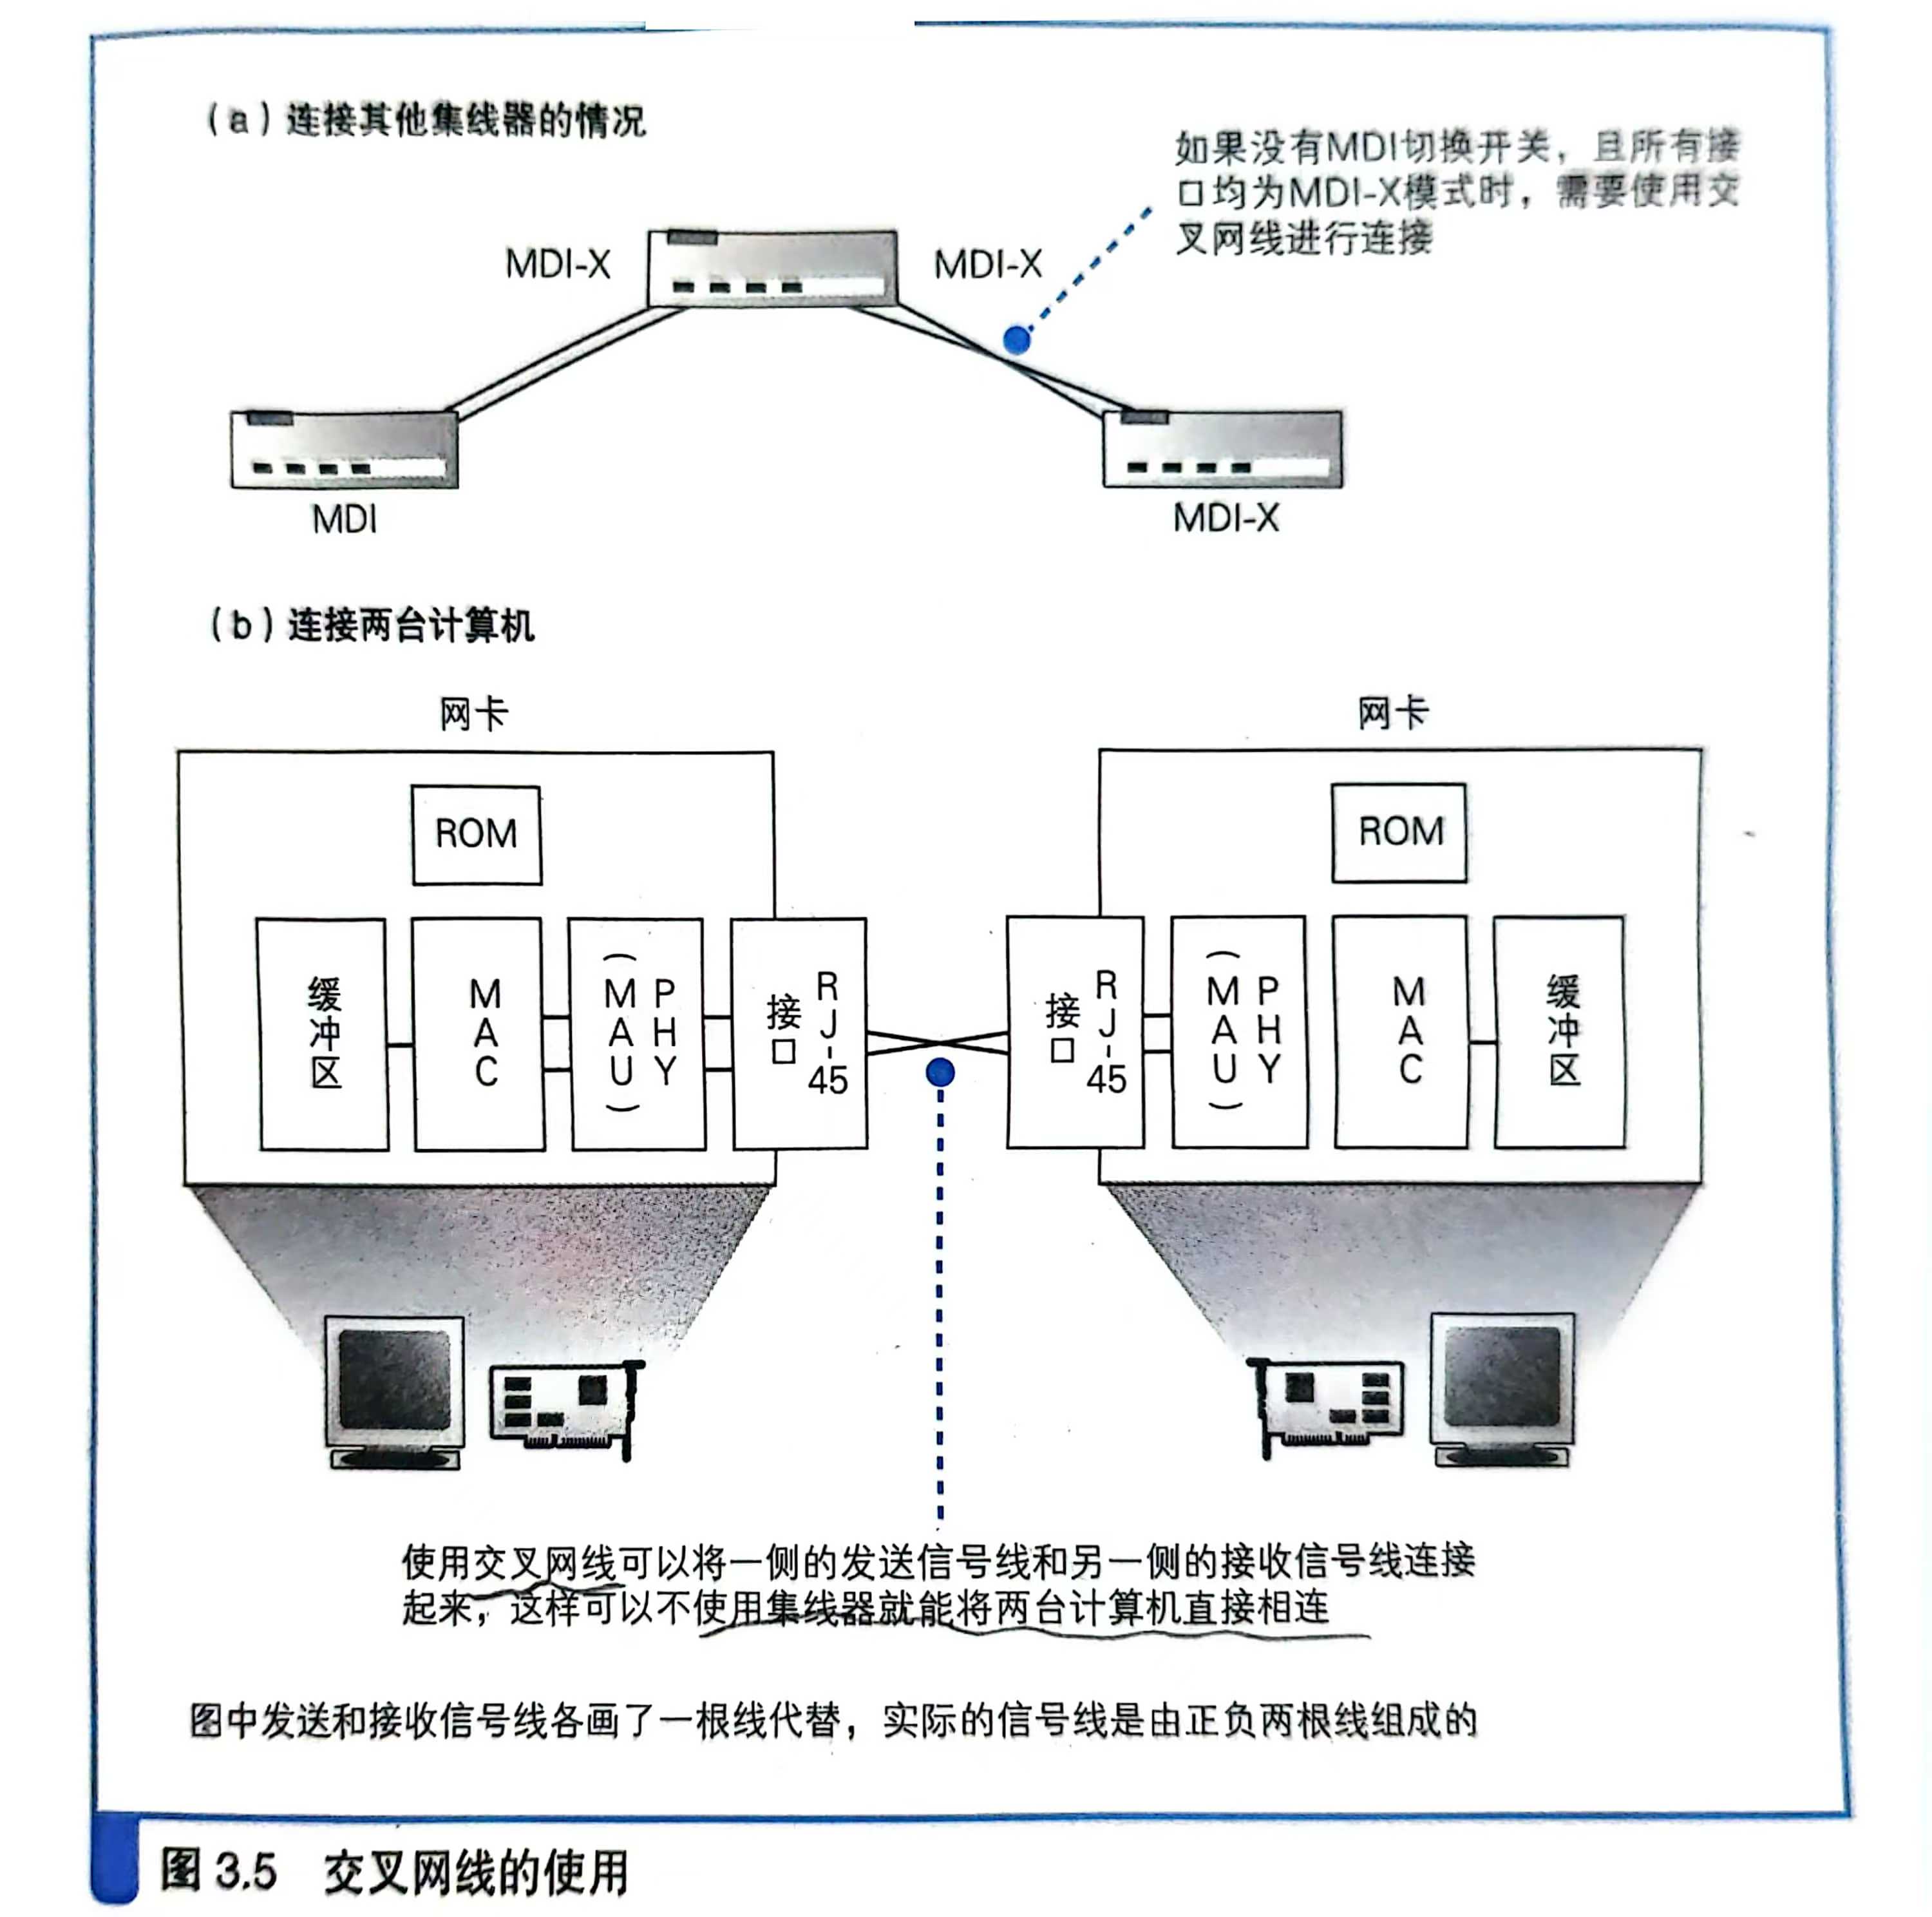 （a）连接其他集线器的情况
如果没有MDI切换开关，且所有接
口均为MDI-X模式时，需要使用交
叉网线进行连接
MDI-X
MDI-X
MDI
MDI-X
（b）连接两台计算机
网卡
网卡
ROM
ROM
缓冲区
MAC
PHY
（MAU）
RJ-45
接口
RJ-45
接口
PHY
（MAU）
MAC
缓冲区
使用交叉网线可以将一侧的发送信号线和另一侧的接收信号线连接
起来，这样可以不使用集线器就能将两台计算机直接相连
图中发送和接收信号线各画了一根线代替，实际的信号线是由正负两根线组成的
图 3.5 交叉网线的使用